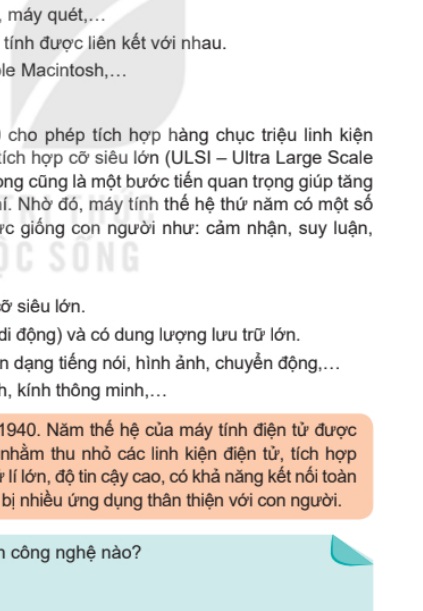 , máy quét,…
tính được liên kết với nhau.
ple Macintosh,…
cho phép tích hợp hàng chục triệu linh kiện
tích hợp cỡ siêu lớn (ULSI – Ultra Large Scale
ong cũng là một bước tiến quan trọng giúp tăng
Nhờ đó, máy tính thế hệ thứ năm có một số
giống con người như: cảm nhận, suy luận,
SỐNG
cỡ siêu lớn.
di động) và có dung lượng lưu trữ lớn.
dạng tiếng nói, hình ảnh, chuyển động,…
kính thông minh,…
1940. Năm thế hệ của máy tính điện tử được
nhằm thu nhỏ các linh kiện điện tử, tích hợp
lí lớn, độ tin cậy cao, có khả năng kết nối toàn
bị nhiều ứng dụng thân thiện với con người.
công nghệ nào?